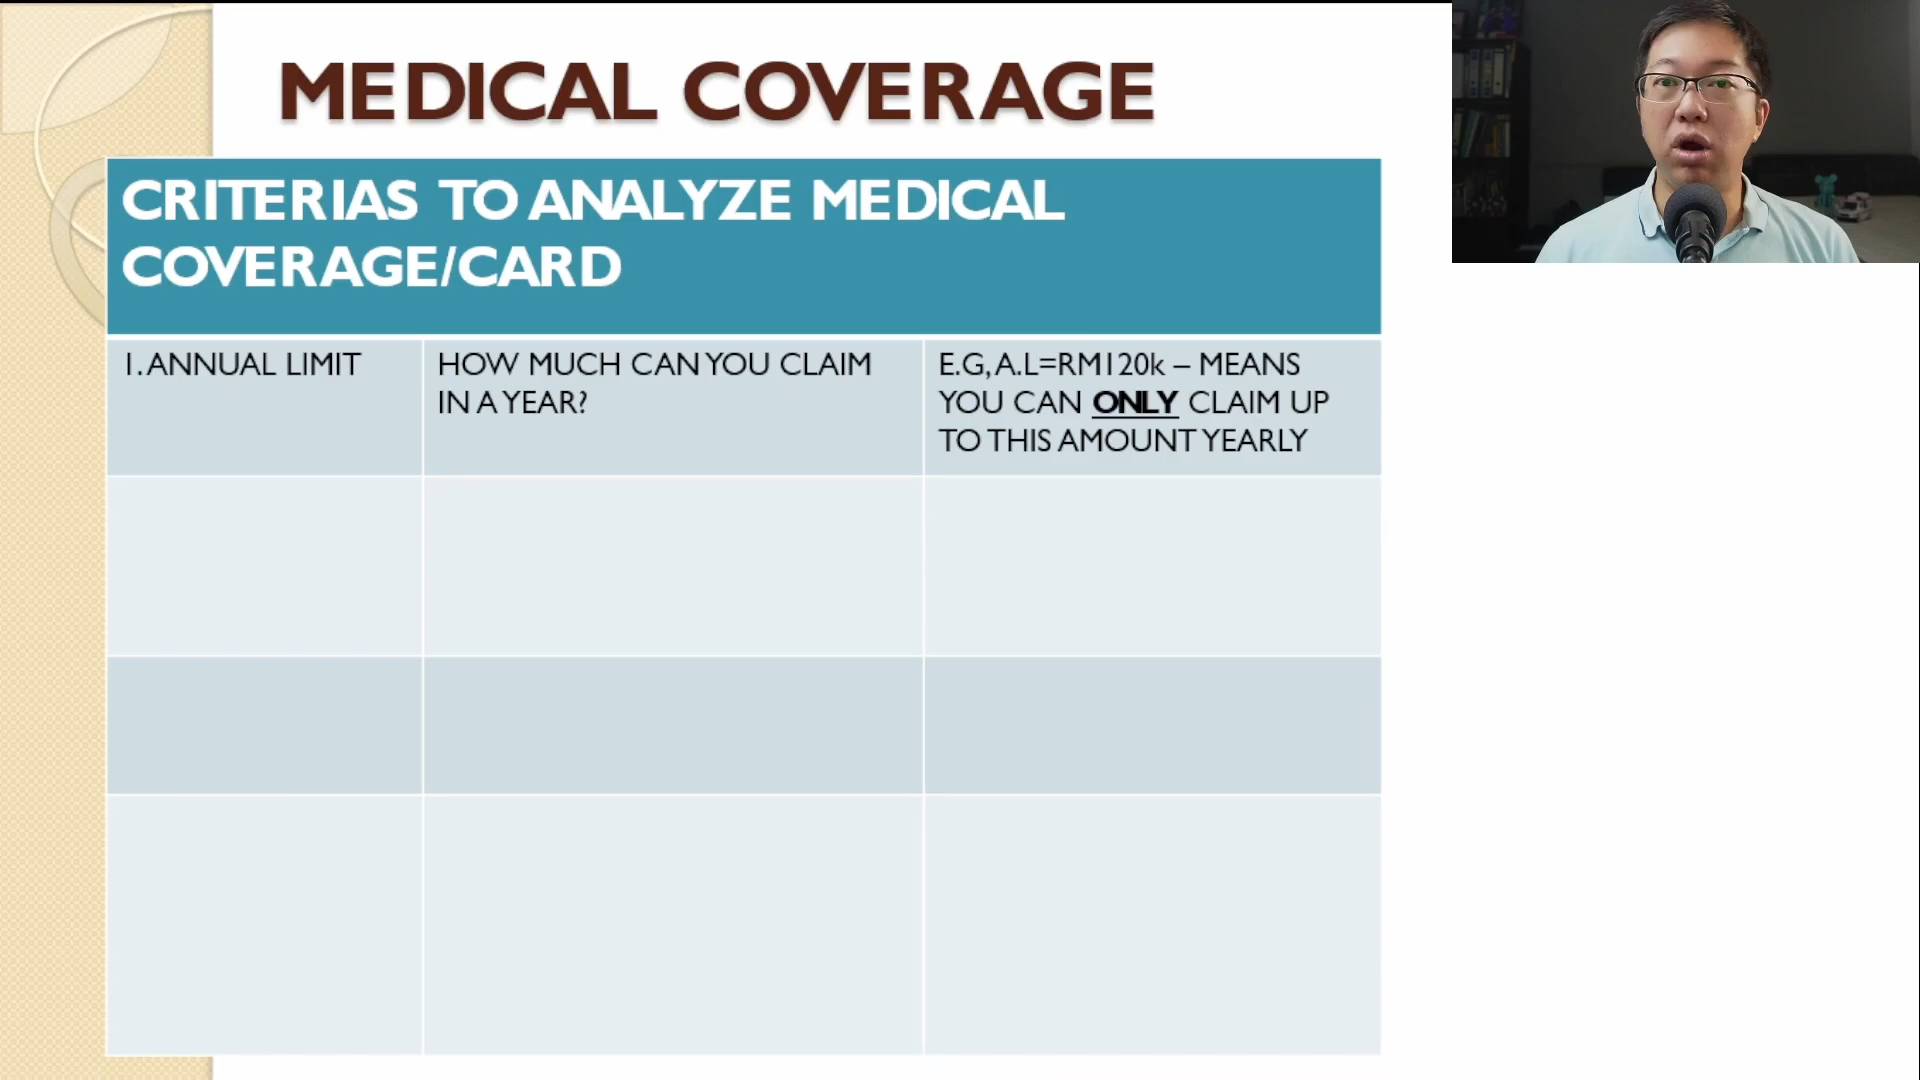 MEDICAL COVERAGE
CRITERIAS TO ANALYZE MEDICAL
COVERAGE/CARD
1. ANNUAL LIMIT
HOW MUCH CAN YOU CLAIM
IN A YEAR?
E.G, A.L=RM120k – MEANS
YOU CAN ONLY CLAIM UP
TO THIS AMOUNT YEARLY